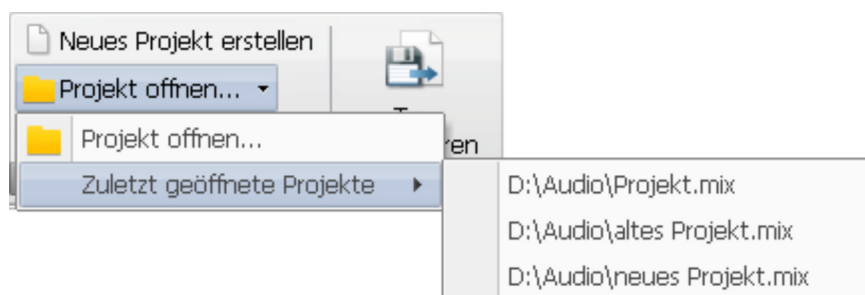 Neues Projekt erstellen
Projekt offnen...
Projekt offnen...
ren
Zuletzt geöffnete Projekte
D:\Audio\Projekt.mix
D:\Audio\altes Projekt.mix
D:\Audio\neues Projekt.mix